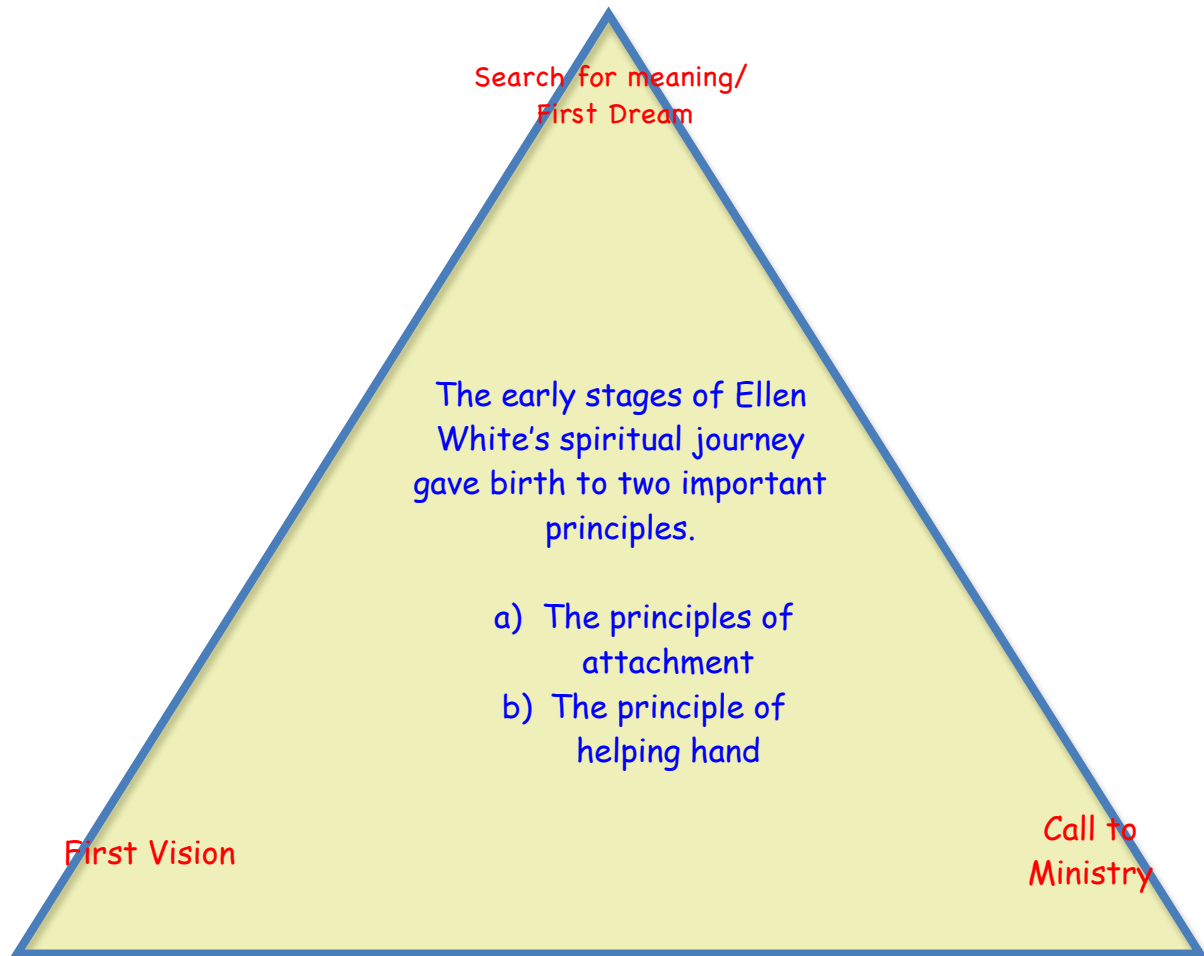 Search for meaning/
First Dream
The early stages of Ellen
White’s spiritual journey
gave birth to two important
principles.
a) The principles of
attachment
b) The principle of
helping hand
First Vision
Call to
Ministry